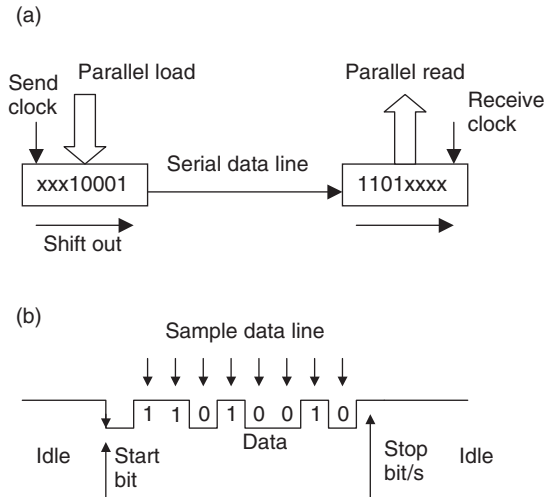 (a)
Parallel load
Parallel read
Send
clock
Receive
clock
Serial data line
xxx10001
1101xxxx
Shift out
(b)
Sample data line
1 1 0 1 0 0 1 0
Data
Idle
Start
bit
Stop
bit/s
Idle